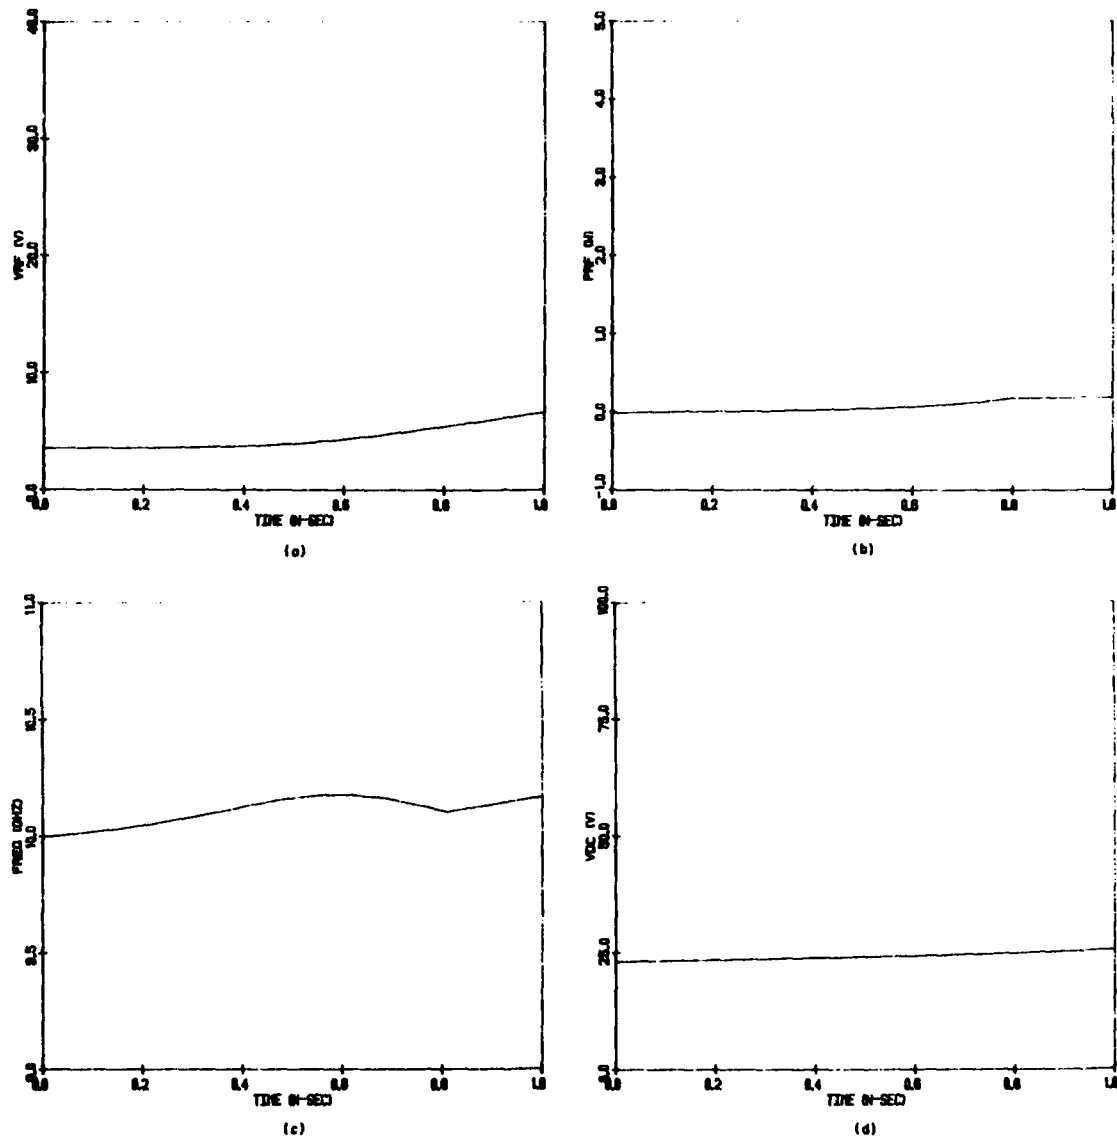 40.0
30.0
20.0
10.0
0.0
VRF (V)
0.0 0.2 0.4 0.6 0.8 1.0
TIME (N-SEC)
(a)
5.0
4.0
3.0
2.0
1.0
0.0
-1.0
PRF (W)
0.0 0.2 0.4 0.6 0.8 1.0
TIME (N-SEC)
(b)
11.0
10.5
10.0
9.5
9.0
FREQ (GHZ)
0.0 0.2 0.4 0.6 0.8 1.0
TIME (N-SEC)
(c)
100.0
75.0
50.0
25.0
0.0
VDC (V)
0.0 0.2 0.4 0.6 0.8 1.0
TIME (N-SEC)
(d)